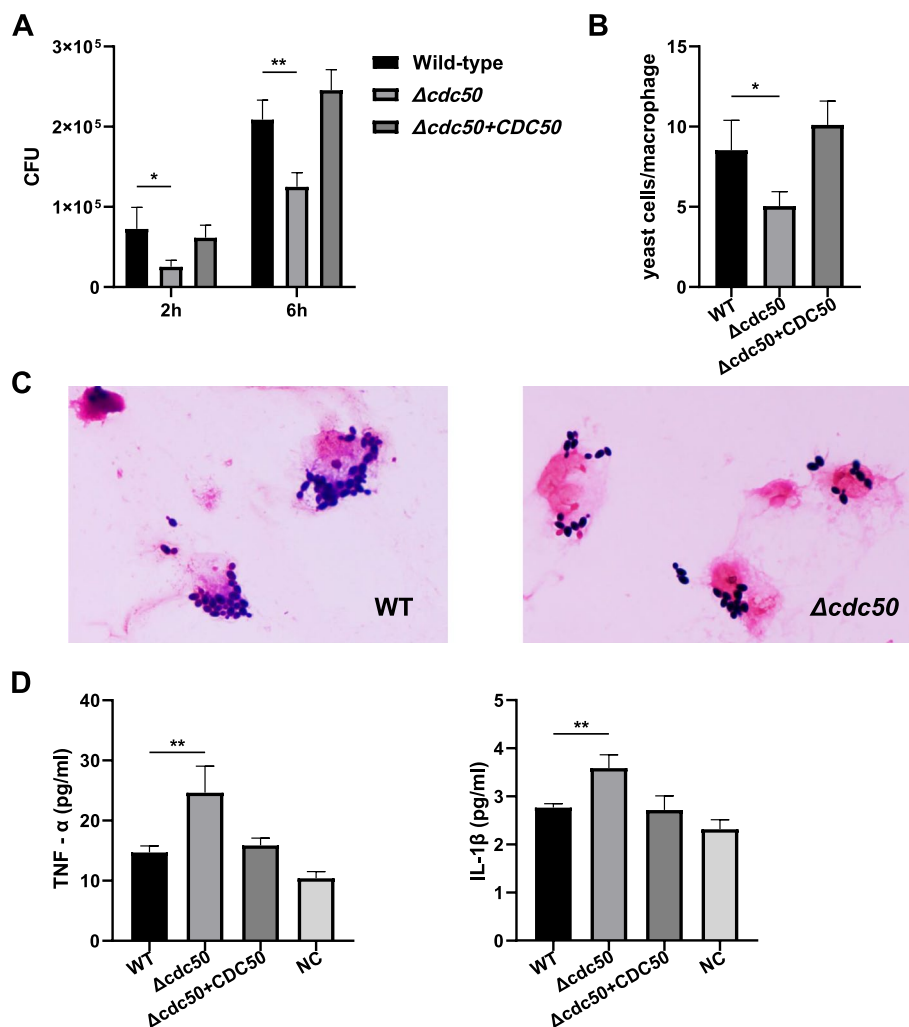 A
CFU
3×10⁵
2×10⁵
1×10⁵
0
*
**
2h
6h
Wild-type
Δcdc50
Δcdc50+CDC50
B
yeast cells/macrophage
15
10
5
0
*
WT
Δcdc50
Δcdc50+CDC50
C
WT
Δcdc50
D
TNF - α (pg/ml)
40
30
20
10
0
**
WT
Δcdc50
Δcdc50+CDC50
NC
IL-1β (pg/ml)
5
4
3
2
1
0
**
WT
Δcdc50
Δcdc50+CDC50
NC